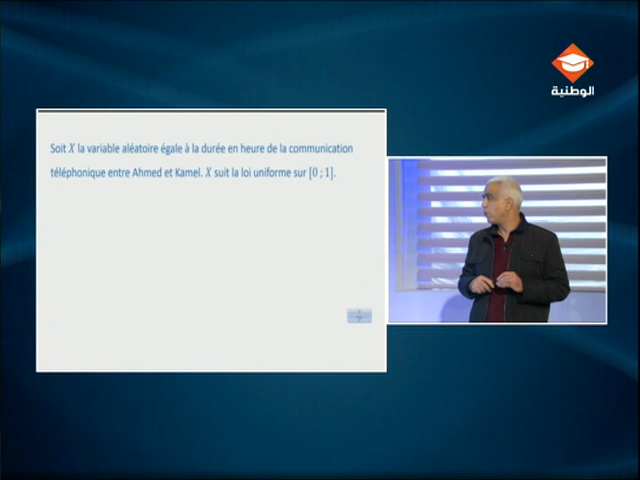 الوطنية
Soit X la variable aléatoire égale à la durée en heure de la communication
téléphonique entre Ahmed et Kamel. X suit la loi uniforme sur [0 ; 1].